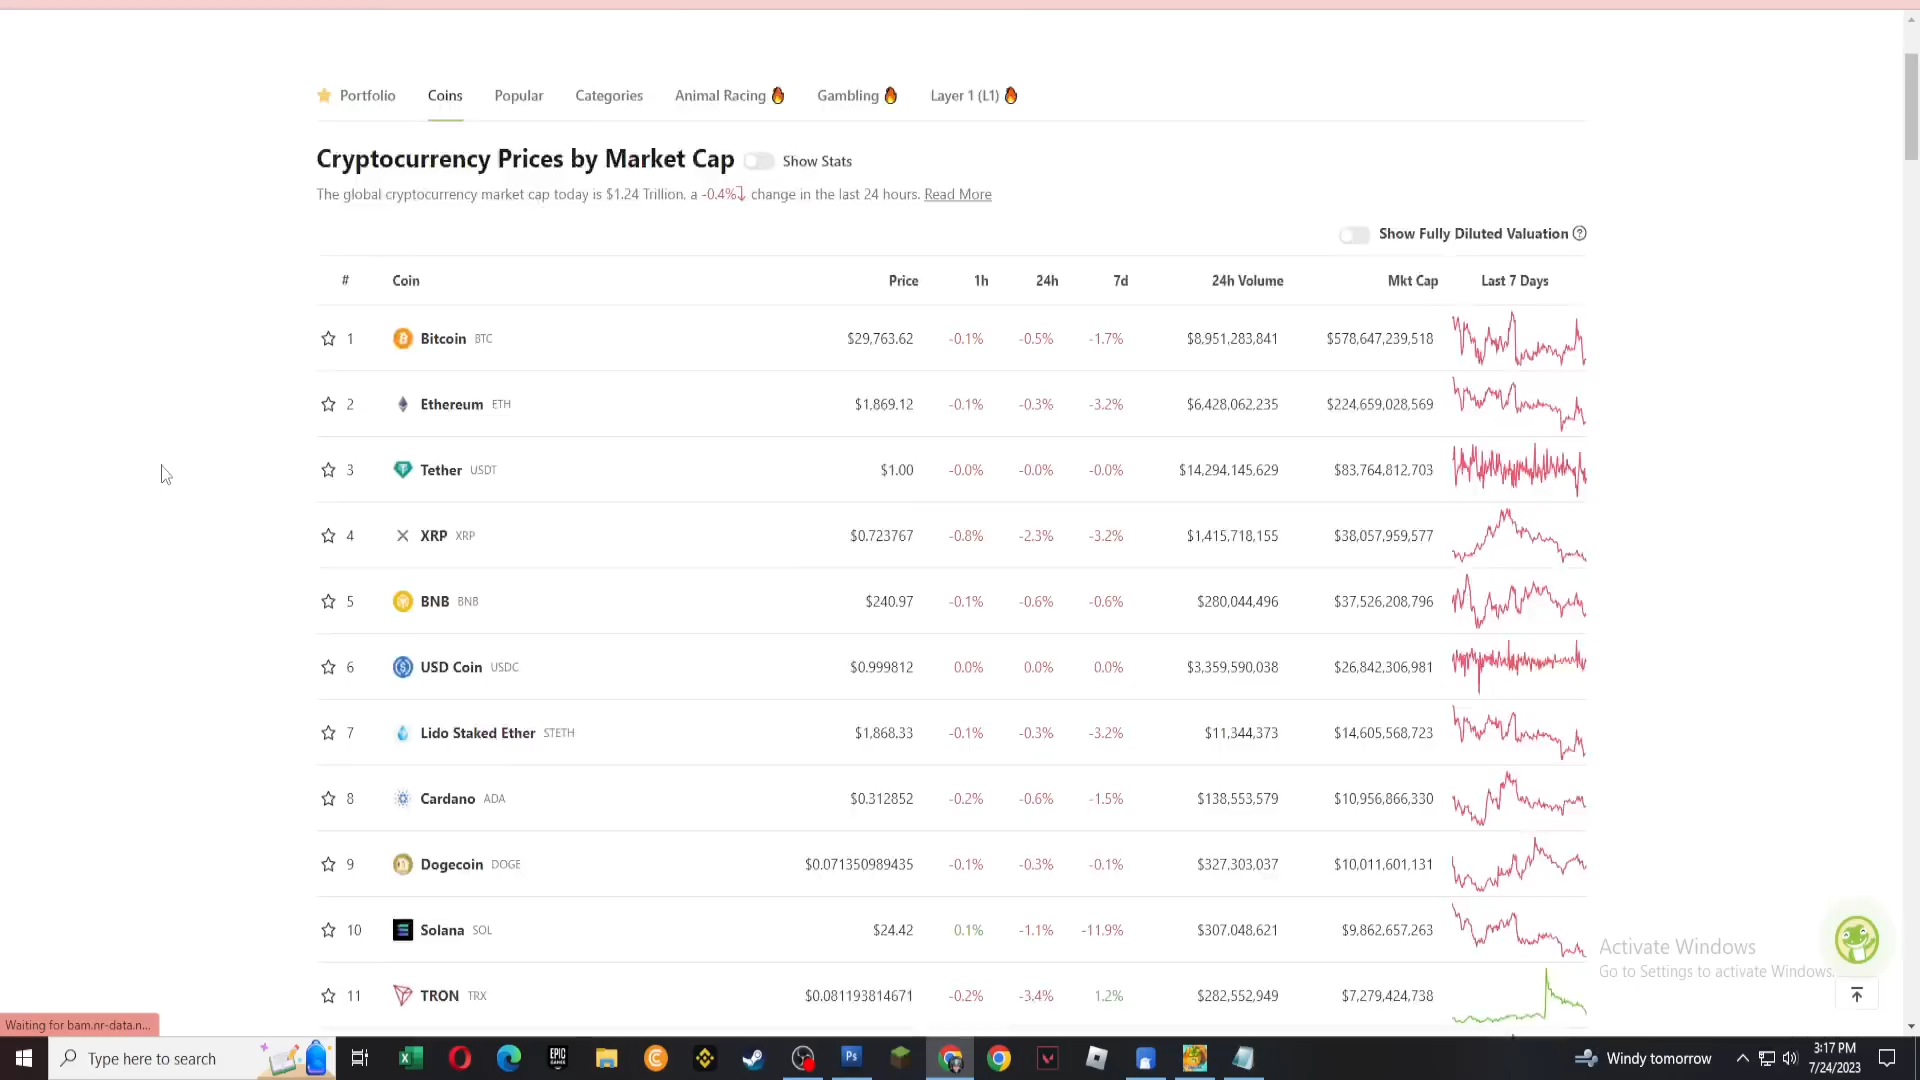 Portfolio Coins Popular Categories Animal Racing Gambling Layer 1 (L1)
Cryptocurrency Prices by Market Cap Show Stats
The global cryptocurrency market cap today is $1.24 Trillion, a -0.4% change in the last 24 hours. Read More
Show Fully Diluted Valuation ?
# Coin Price 1h 24h 7d 24h Volume Mkt Cap Last 7 Days
1 Bitcoin BTC $29,763.62 -0.1% -0.5% -1.7% $8,951,283,841 $578,647,239,518
2 Ethereum ETH $1,869.12 -0.1% -0.3% -3.2% $6,428,062,235 $224,659,028,569
3 Tether USDT $1.00 -0.0% -0.0% -0.0% $14,294,145,629 $83,764,812,703
4 XRP XRP $0.723767 -0.8% -2.3% -3.2% $1,415,718,155 $38,057,959,577
5 BNB BNB $240.97 -0.1% -0.6% -0.6% $280,044,496 $37,526,208,796
6 USD Coin USDC $0.999812 0.0% 0.0% 0.0% $3,359,590,038 $26,842,306,981
7 Lido Staked Ether STETH $1,868.33 -0.1% -0.3% -3.2% $11,344,373 $14,605,568,723
8 Cardano ADA $0.312852 -0.2% -0.6% -1.5% $138,553,579 $10,956,866,330
9 Dogecoin DOGE $0.071350989435 -0.1% -0.3% -0.1% $327,303,037 $10,011,601,131
10 Solana SOL $24.42 0.1% -1.1% -11.9% $307,048,621 $9,862,657,263
11 TRON TRX $0.081193814671 -0.2% -3.4% 1.2% $282,552,949 $7,279,424,738
Activate Windows
Go to Settings to activate Windows.
Waiting for bam.nr-data.n...
Type here to search
EPIC GAMES
Ps
Windy tomorrow
3:17 PM
7/24/2023